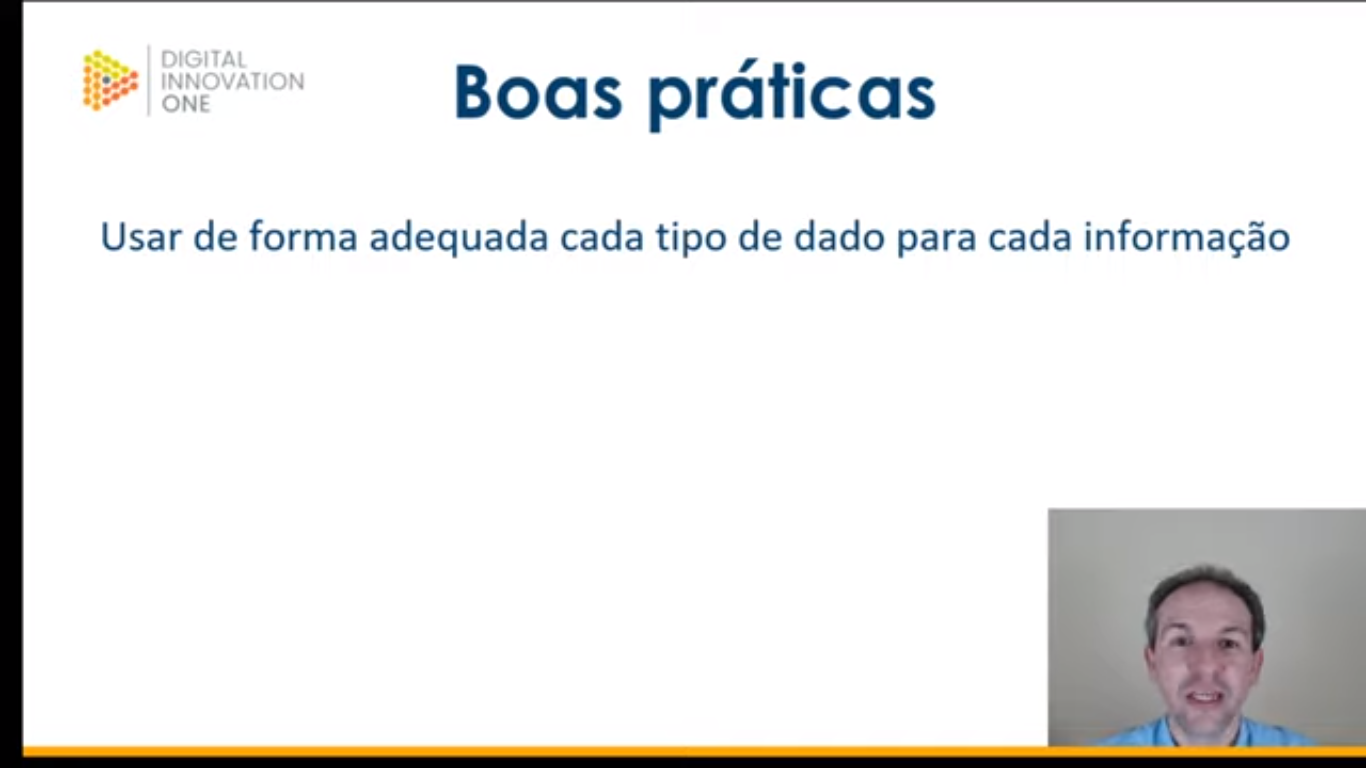 DIGITAL
INNOVATION
ONE
Boas práticas
Usar de forma adequada cada tipo de dado para cada informação